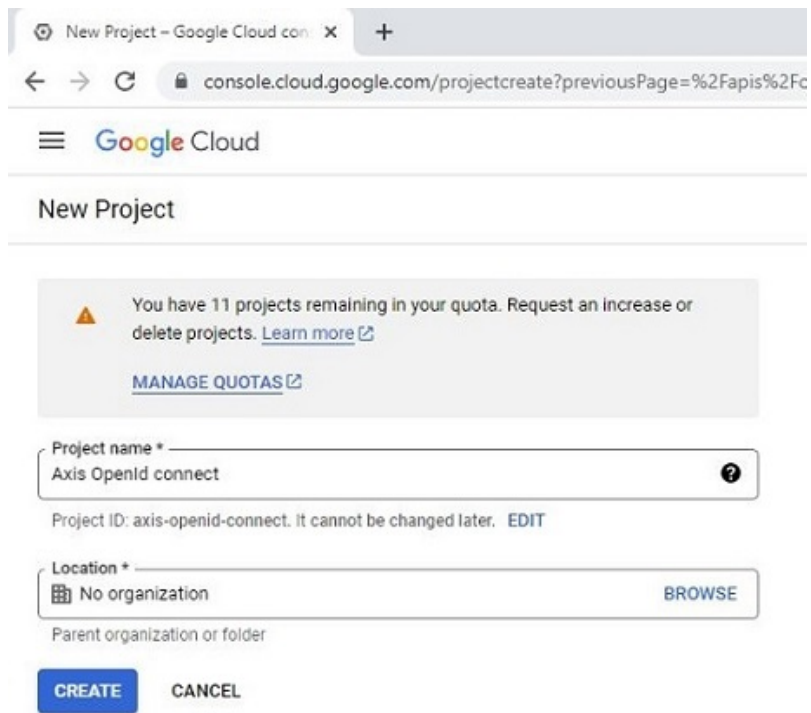 New Project – Google Cloud con
console.cloud.google.com/projectcreate?previousPage=%2Fapis%2Fc
Google Cloud
New Project
You have 11 projects remaining in your quota. Request an increase or
delete projects. Learn more
MANAGE QUOTAS
Project name *
Axis OpenId connect
Project ID: axis-openid-connect. It cannot be changed later. EDIT
Location *
No organization BROWSE
Parent organization or folder
CREATE CANCEL